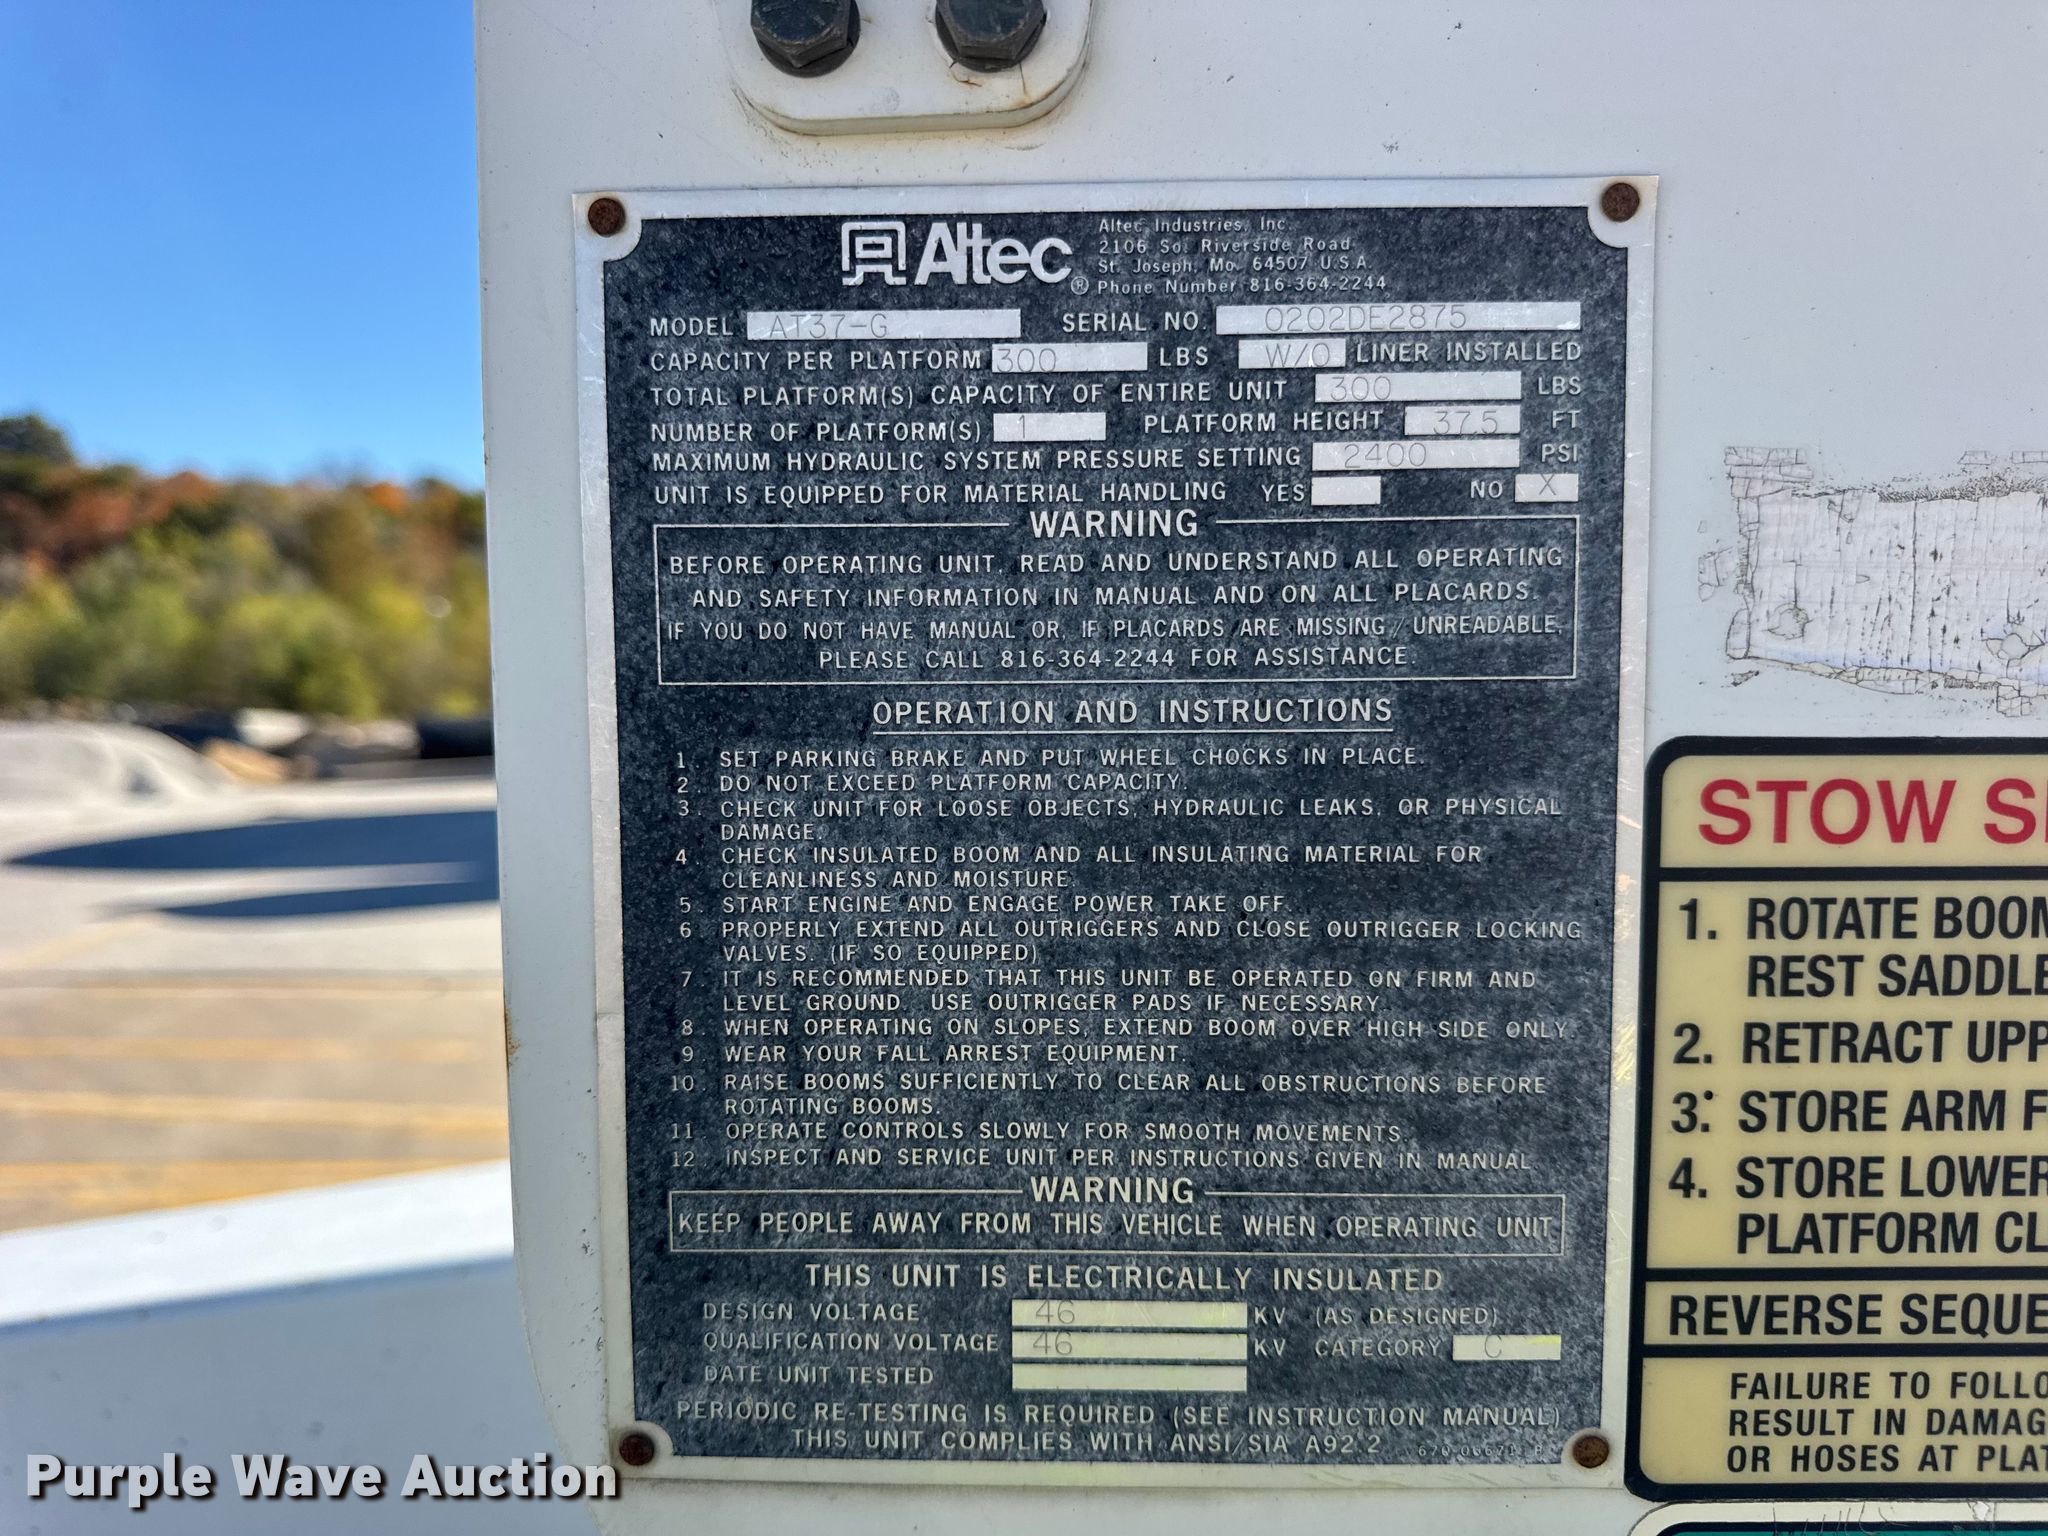 Altec
Altec Industries, Inc.
2106 So. Riverside Road
St. Joseph, Mo. 64507 U.S.A.
® Phone Number 816-364-2244
MODEL AT37-G SERIAL NO. 0202DE2875
CAPACITY PER PLATFORM 300 LBS W/O LINER INSTALLED
TOTAL PLATFORM(S) CAPACITY OF ENTIRE UNIT 300 LBS
NUMBER OF PLATFORM(S) 1 PLATFORM HEIGHT 37.5 FT
MAXIMUM HYDRAULIC SYSTEM PRESSURE SETTING 2400 PSI
UNIT IS EQUIPPED FOR MATERIAL HANDLING YES NO X
WARNING
BEFORE OPERATING UNIT, READ AND UNDERSTAND ALL OPERATING
AND SAFETY INFORMATION IN MANUAL AND ON ALL PLACARDS.
IF YOU DO NOT HAVE MANUAL OR, IF PLACARDS ARE MISSING/UNREADABLE,
PLEASE CALL 816-364-2244 FOR ASSISTANCE.
OPERATION AND INSTRUCTIONS
1. SET PARKING BRAKE AND PUT WHEEL CHOCKS IN PLACE.
2. DO NOT EXCEED PLATFORM CAPACITY.
3. CHECK UNIT FOR LOOSE OBJECTS, HYDRAULIC LEAKS, OR PHYSICAL
DAMAGE.
4. CHECK INSULATED BOOM AND ALL INSULATING MATERIAL FOR
CLEANLINESS AND MOISTURE.
5. START ENGINE AND ENGAGE POWER TAKE OFF.
6. PROPERLY EXTEND ALL OUTRIGGERS AND CLOSE OUTRIGGER LOCKING
VALVES. (IF SO EQUIPPED)
7. IT IS RECOMMENDED THAT THIS UNIT BE OPERATED ON FIRM AND
LEVEL GROUND. USE OUTRIGGER PADS IF NECESSARY.
8. WHEN OPERATING ON SLOPES, EXTEND BOOM OVER HIGH SIDE ONLY.
9. WEAR YOUR FALL ARREST EQUIPMENT.
10. RAISE BOOMS SUFFICIENTLY TO CLEAR ALL OBSTRUCTIONS BEFORE
ROTATING BOOMS.
11. OPERATE CONTROLS SLOWLY FOR SMOOTH MOVEMENTS.
12. INSPECT AND SERVICE UNIT PER INSTRUCTIONS GIVEN IN MANUAL
WARNING
KEEP PEOPLE AWAY FROM THIS VEHICLE WHEN OPERATING UNIT
THIS UNIT IS ELECTRICALLY INSULATED
DESIGN VOLTAGE 46 KV (AS DESIGNED)
QUALIFICATION VOLTAGE 46 KV CATEGORY C
DATE UNIT TESTED
PERIODIC RE-TESTING IS REQUIRED (SEE INSTRUCTION MANUAL)
THIS UNIT COMPLIES WITH ANSI/SIA A92.2
STOW
1. ROTATE BOOM
REST SADDLE
2. RETRACT UPP
3. STORE ARM F
4. STORE LOWER
PLATFORM CL
REVERSE SEQUE
FAILURE TO FOLLO
RESULT IN DAMAG
OR HOSES AT PLAT
Purple Wave Auction